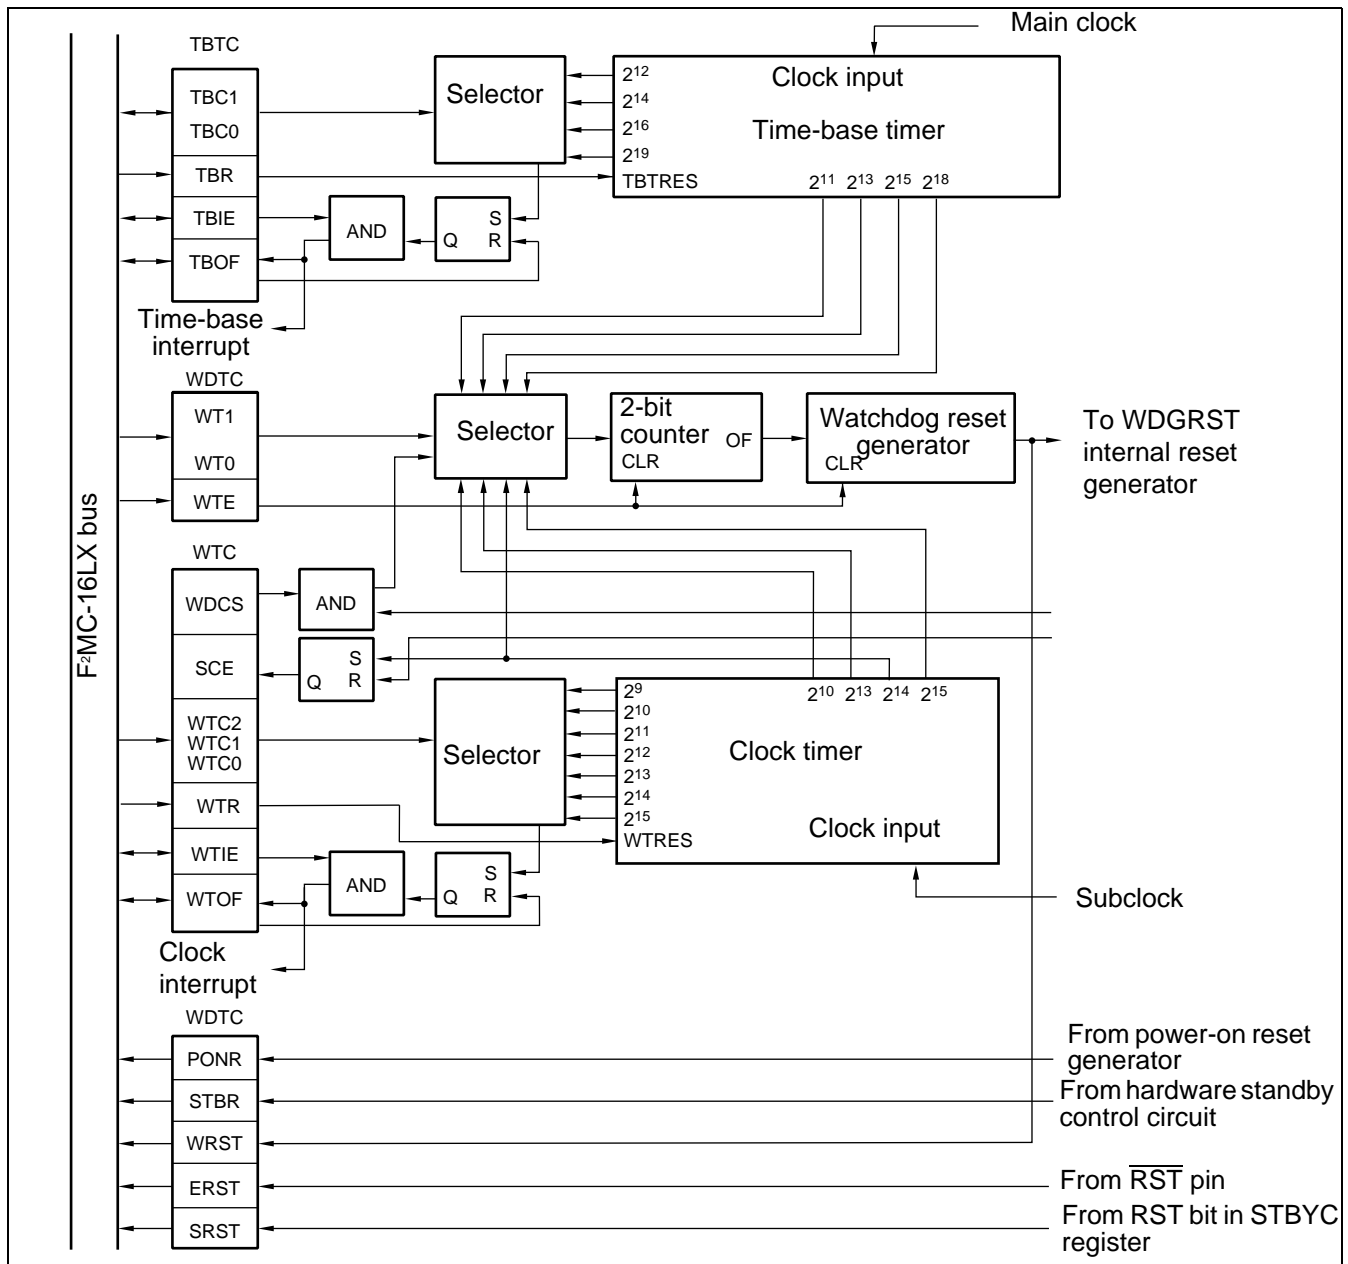 Main clock
TBTC
TBC1
TBC0
TBR
TBIE
TBOF
Selector
2¹²
2¹⁴
2¹⁶
2¹⁹
TBTRES
Clock input
Time-base timer
2¹¹ 2¹³ 2¹⁵ 2¹⁸
AND
S
Q R
Time-base
interrupt
WDTC
WT1
WT0
WTE
Selector
2-bit
counter OF
CLR
Watchdog reset
generator
CLR
To WDGRST
internal reset
generator
F²MC-16LX bus
WTC
WDCS
SCE
WTC2
WTC1
WTC0
WTR
WTIE
WTOF
AND
S
Q R
Selector
2⁹
2¹⁰
2¹¹
2¹²
2¹³
2¹⁴
2¹⁵
WTRES
2¹⁰ 2¹³ 2¹⁴ 2¹⁵
Clock timer
Clock input
AND
S
Q R
Subclock
Clock
interrupt
WDTC
PONR
STBR
WRST
ERST
SRST
From power-on reset
generator
From hardware standby
control circuit
From R̅S̅T̅ pin
From RST bit in STBYC
register